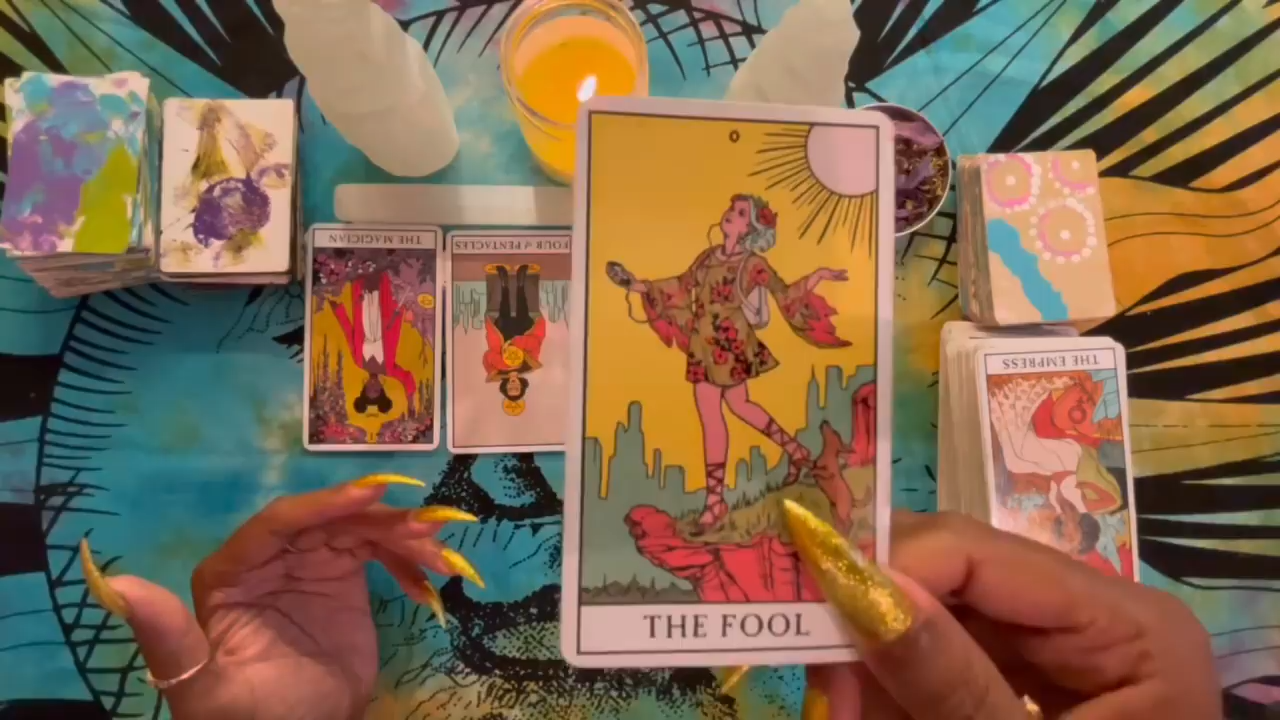 0
THE FOOL
THE MAGICIAN
I
FOUR of PENTACLES
THE EMPRESS